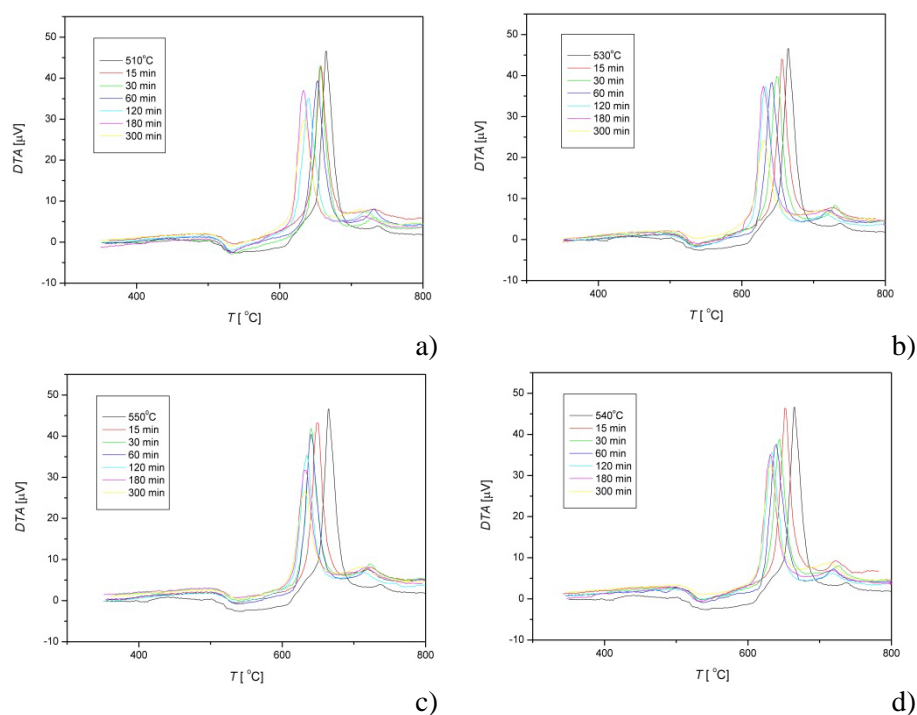 50
40
30
20
10
0
-10
DTA [µV]
510°C
15 min
30 min
60 min
120 min
180 min
300 min
400
600
800
T [ °C]
a)
50
40
30
20
10
0
-10
DTA [µV]
530°C
15 min
30 min
60 min
120 min
180 min
300 min
400
600
800
T [ °C]
b)
50
40
30
20
10
0
-10
DTA [µV]
550°C
15 min
30 min
60 min
120 min
180 min
300 min
400
600
800
T [ °C]
c)
50
40
30
20
10
0
-10
DTA [µV]
540°C
15 min
30 min
60 min
120 min
180 min
300 min
400
600
800
T [ °C]
d)